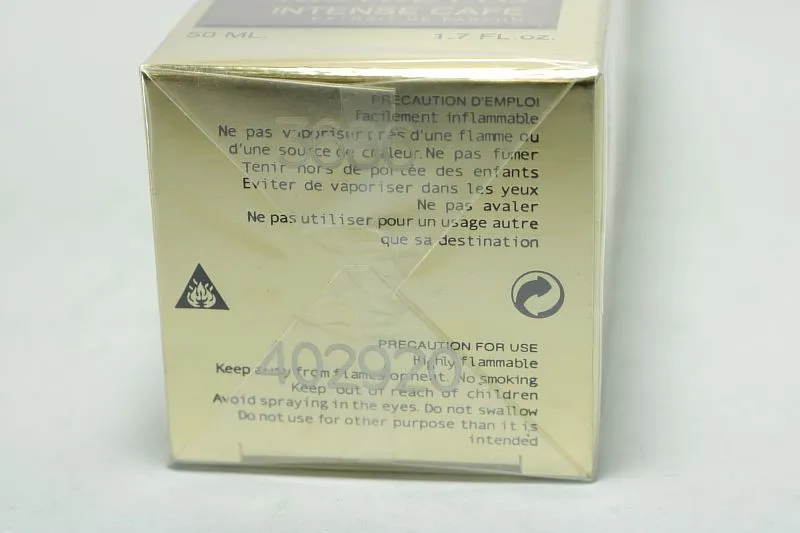 INTENSE CAFE
EXTRAIT DE PARFUM
50 ML.
1.7 FL.oz.
PRECAUTION D'EMPLOI
Facilement inflammable
Ne pas vaporiser près d'une flamme ou
d'une source de chaleur. Ne pas fumer
Tenir hors de portée des enfants
Eviter de vaporiser dans les yeux
Ne pas avaler
Ne pas utiliser pour un usage autre
que sa destination
PRECAUTION FOR USE
Highly flammable
402920
Keep away from flames or heat. No smoking
Keep out of reach of children
Avoid spraying in the eyes. Do not swallow
Do not use for other purpose than it is
intended